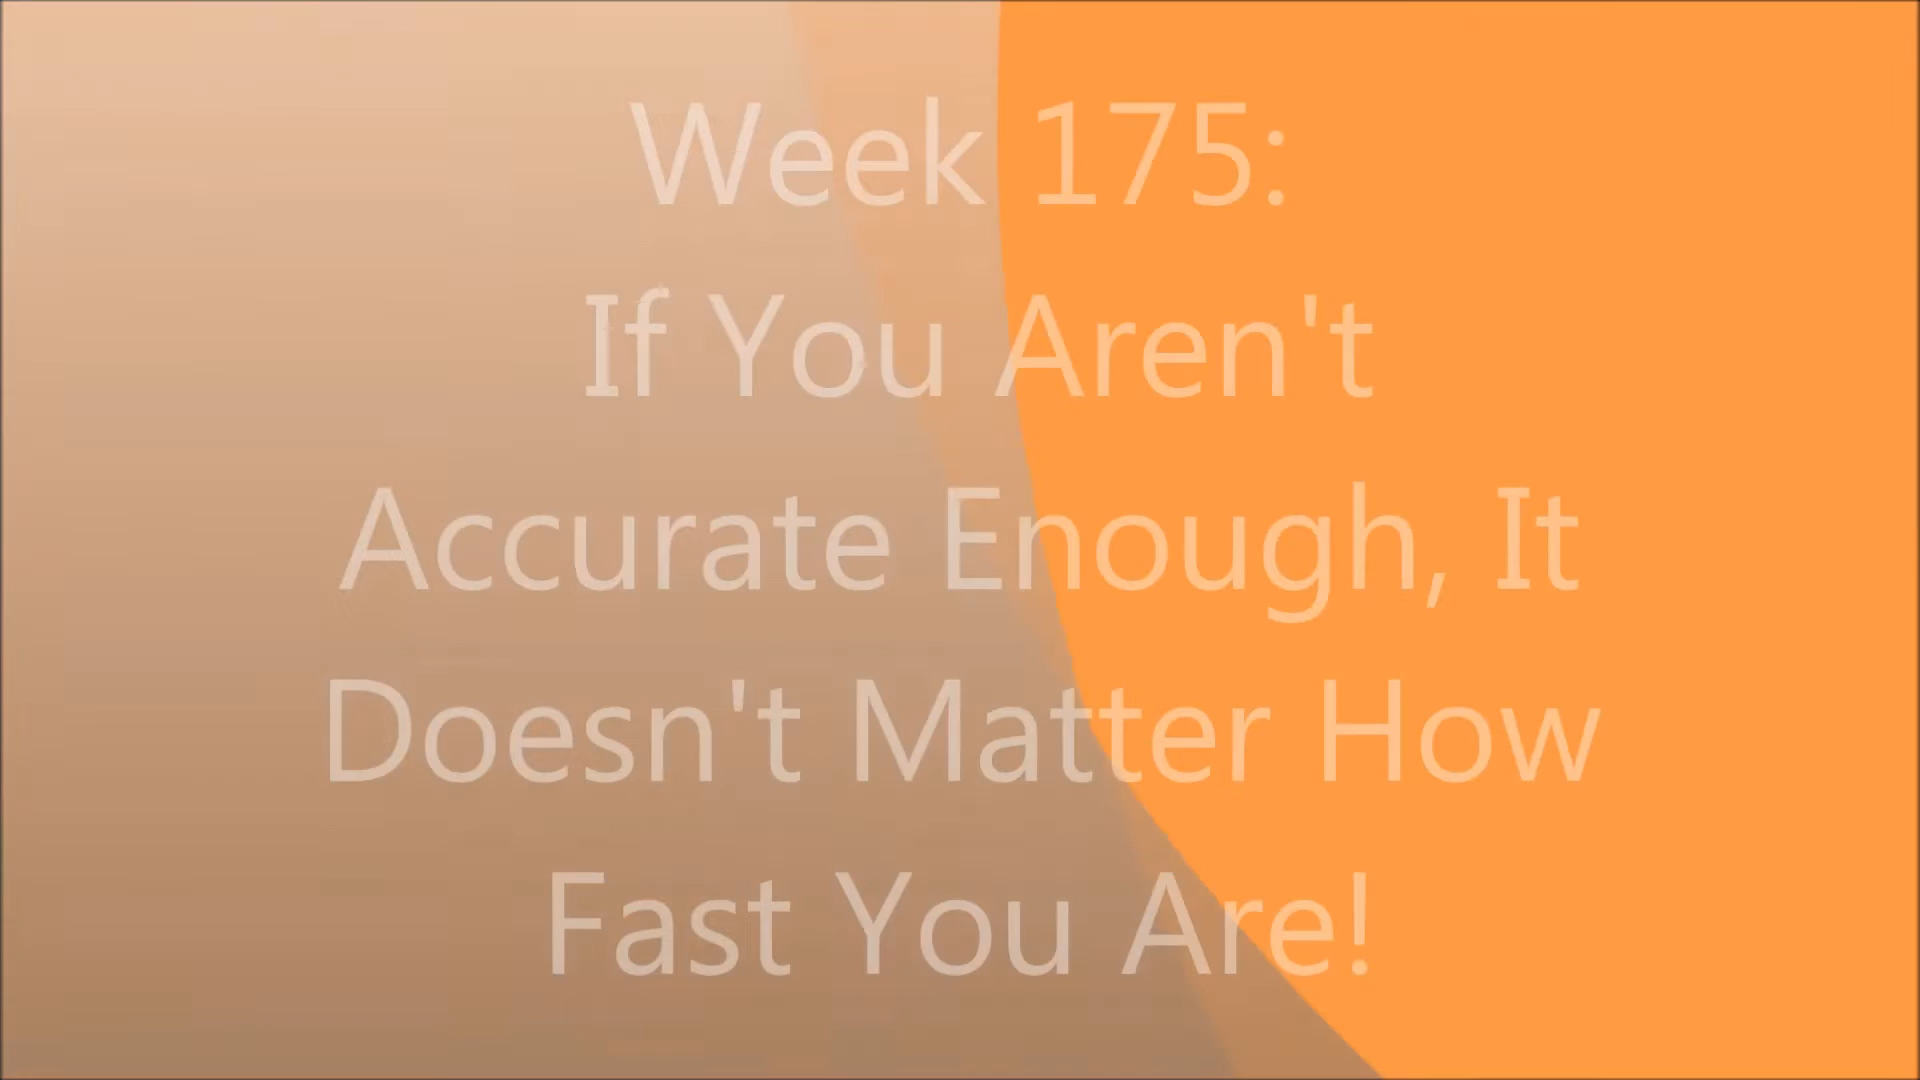 Week 175:
If You Aren't
Accurate Enough, It
Doesn't Matter How
Fast You Are!